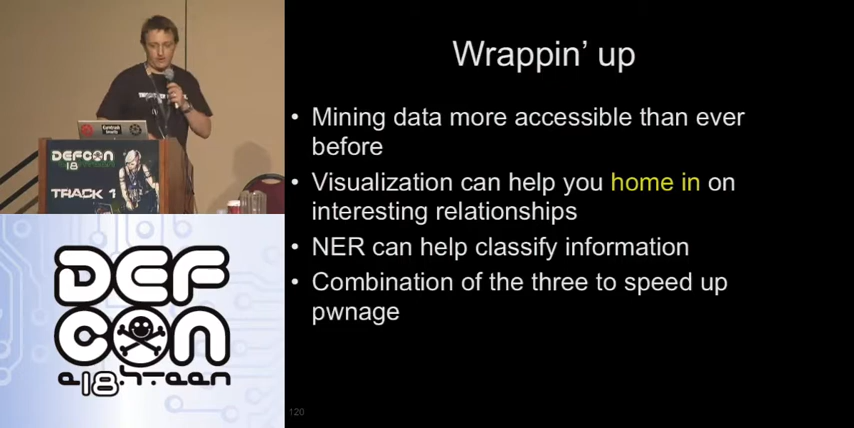 Wrappin' up
• Mining data more accessible than ever
before
• Visualization can help you home in on
interesting relationships
• NER can help classify information
• Combination of the three to speed up
pwnage
120
DEFCON
18
TRACK 1
DEF
CON
e18hteen